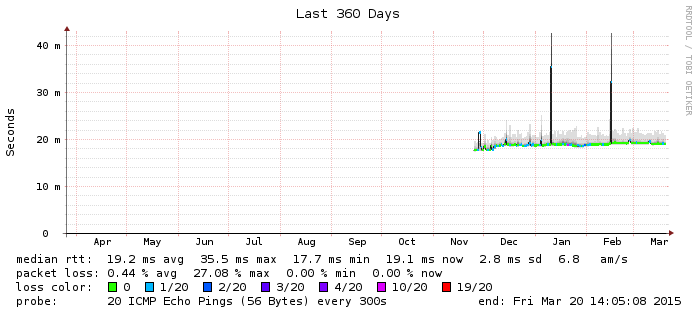 Last 360 Days
RRDTOOL / TOBI OETIKER
Seconds
40 m
30 m
20 m
10 m
0
Apr May Jun Jul Aug Sep Oct Nov Dec Jan Feb Mar
median rtt: 19.2 ms avg 35.5 ms max 17.7 ms min 19.1 ms now 2.8 ms sd 6.8 am/s
packet loss: 0.44 % avg 27.08 % max 0.00 % min 0.00 % now
loss color: 0 1/20 2/20 3/20 4/20 10/20 19/20
probe: 20 ICMP Echo Pings (56 Bytes) every 300s end: Fri Mar 20 14:05:08 2015